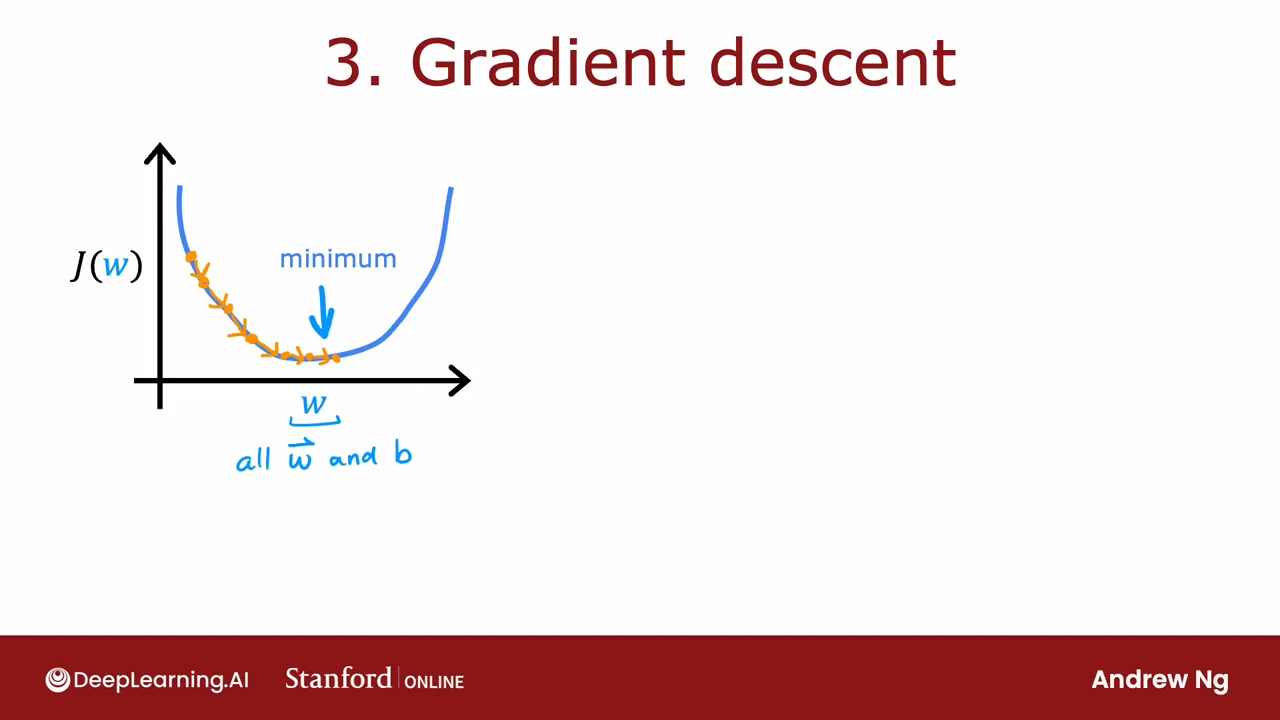 3. Gradient descent
J(w)
minimum
w
all w⃗ and b
DeepLearning.AI
Stanford | ONLINE
Andrew Ng